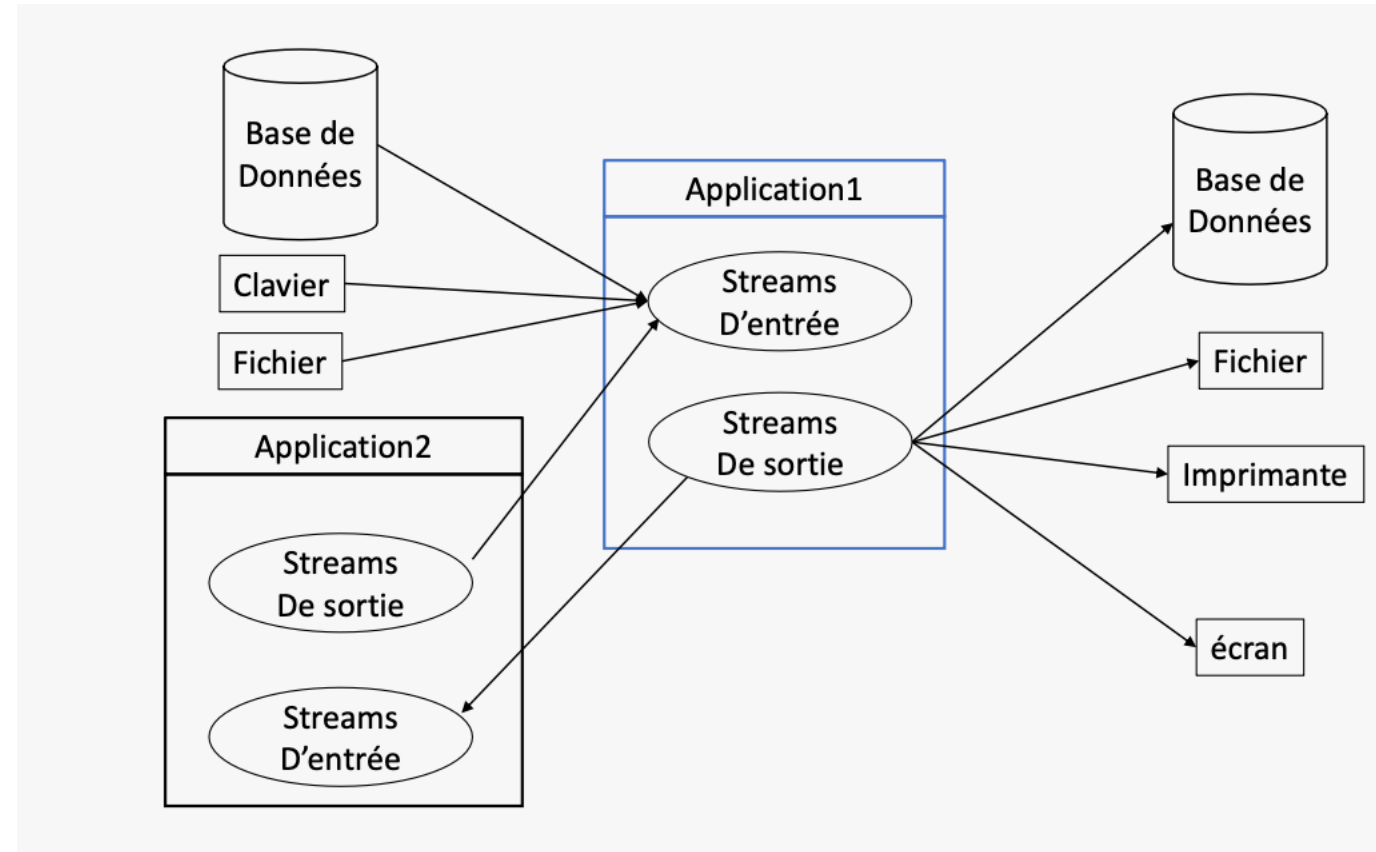 Base de
Données
Clavier
Fichier
Application2
Streams
De sortie
Streams
D'entrée
Application1
Streams
D'entrée
Streams
De sortie
Base de
Données
Fichier
Imprimante
écran